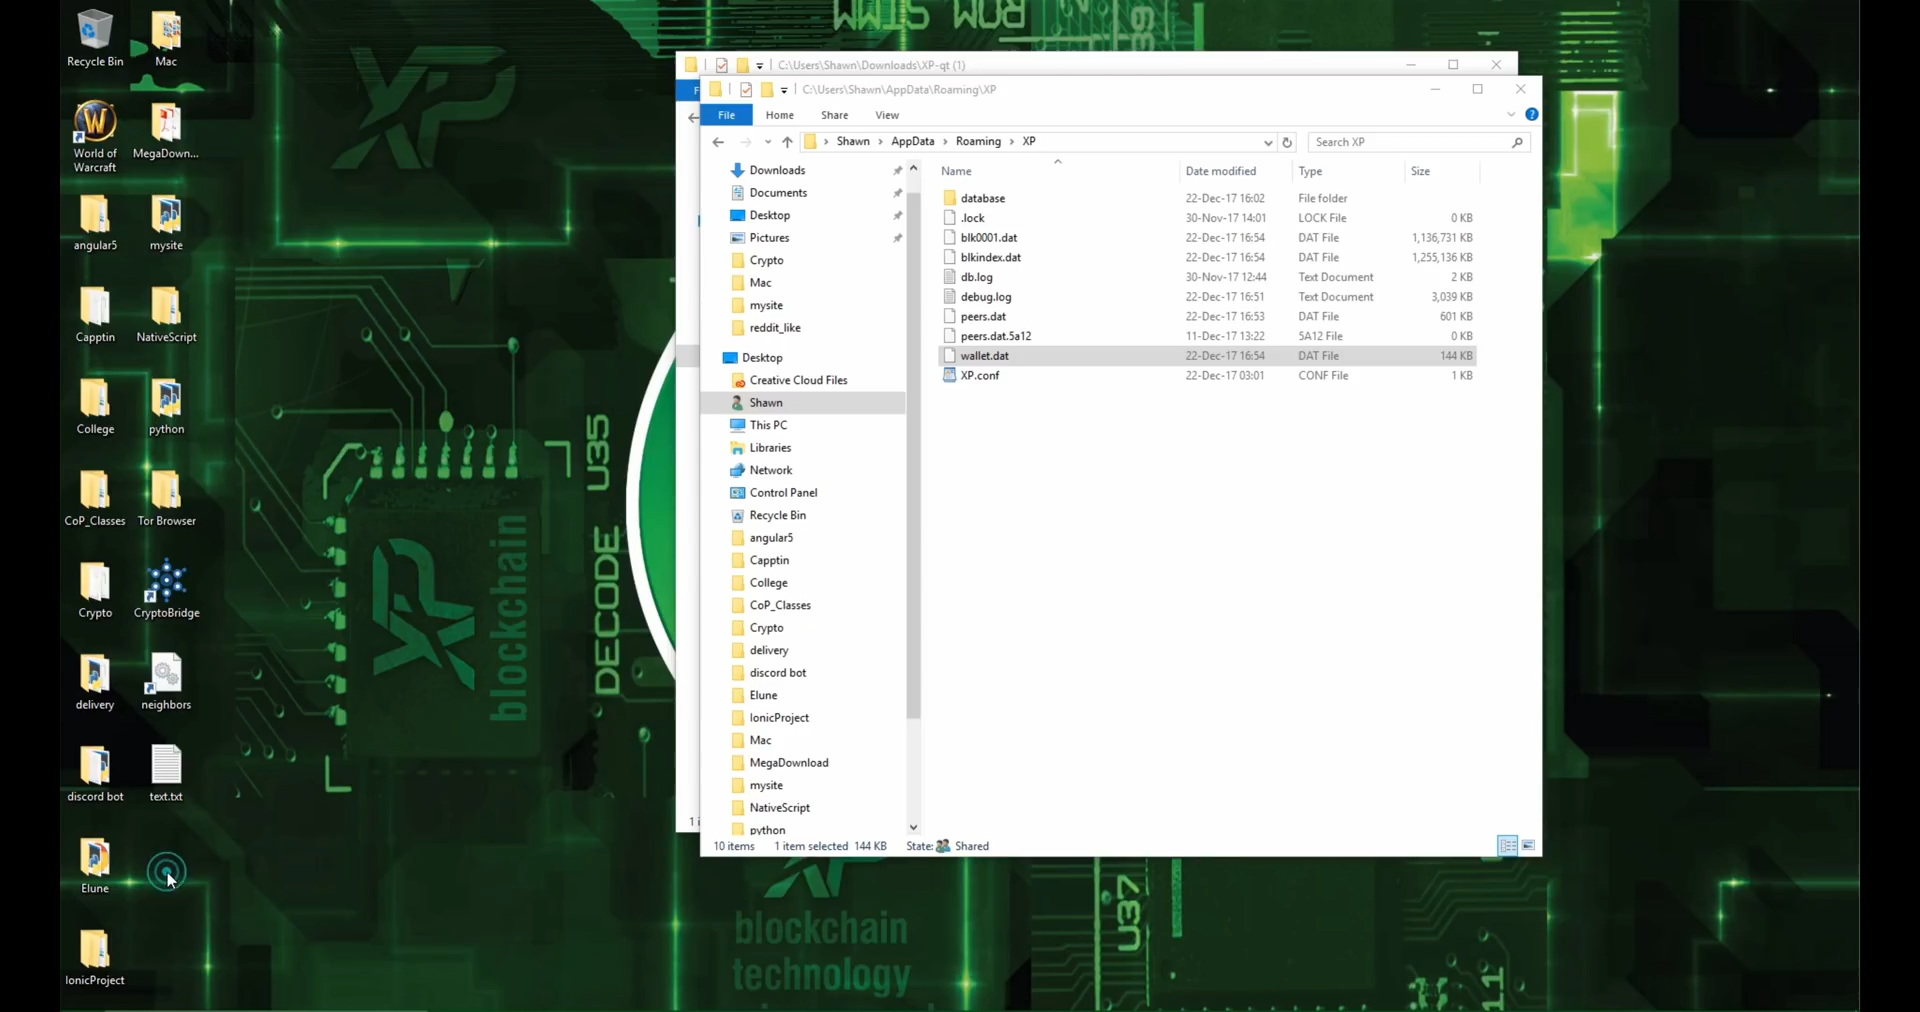 Recycle Bin
Mac
World of
Warcraft
MegaDown...
angular5
mysite
Capptin
NativeScript
College
python
CoP_Classes
Tor Browser
Crypto
CryptoBridge
delivery
neighbors
discord bot
text.txt
Elune
IonicProject
XP
XP
blockchain
DECODE U35
ROM
blockchain
technology
U37
C:\Users\Shawn\Downloads\XP-qt (1)
F
1 i
C:\Users\Shawn\AppData\Roaming\XP
File Home Share View
Shawn > AppData > Roaming > XP
Search XP
Downloads
Documents
Desktop
Pictures
Crypto
Mac
mysite
reddit_like
Desktop
Creative Cloud Files
Shawn
This PC
Libraries
Network
Control Panel
Recycle Bin
angular5
Capptin
College
CoP_Classes
Crypto
delivery
discord bot
Elune
IonicProject
Mac
MegaDownload
mysite
NativeScript
python
Name Date modified Type Size
database 22-Dec-17 16:02 File folder
.lock 30-Nov-17 14:01 LOCK File 0 KB
blk0001.dat 22-Dec-17 16:54 DAT File 1,136,731 KB
blkindex.dat 22-Dec-17 16:54 DAT File 1,255,136 KB
db.log 30-Nov-17 12:44 Text Document 2 KB
debug.log 22-Dec-17 16:51 Text Document 3,039 KB
peers.dat 22-Dec-17 16:53 DAT File 601 KB
peers.dat.5a12 11-Dec-17 13:22 5A12 File 0 KB
wallet.dat 22-Dec-17 16:54 DAT File 144 KB
XP.conf 22-Dec-17 03:01 CONF File 1 KB
10 items 1 item selected 144 KB State: Shared